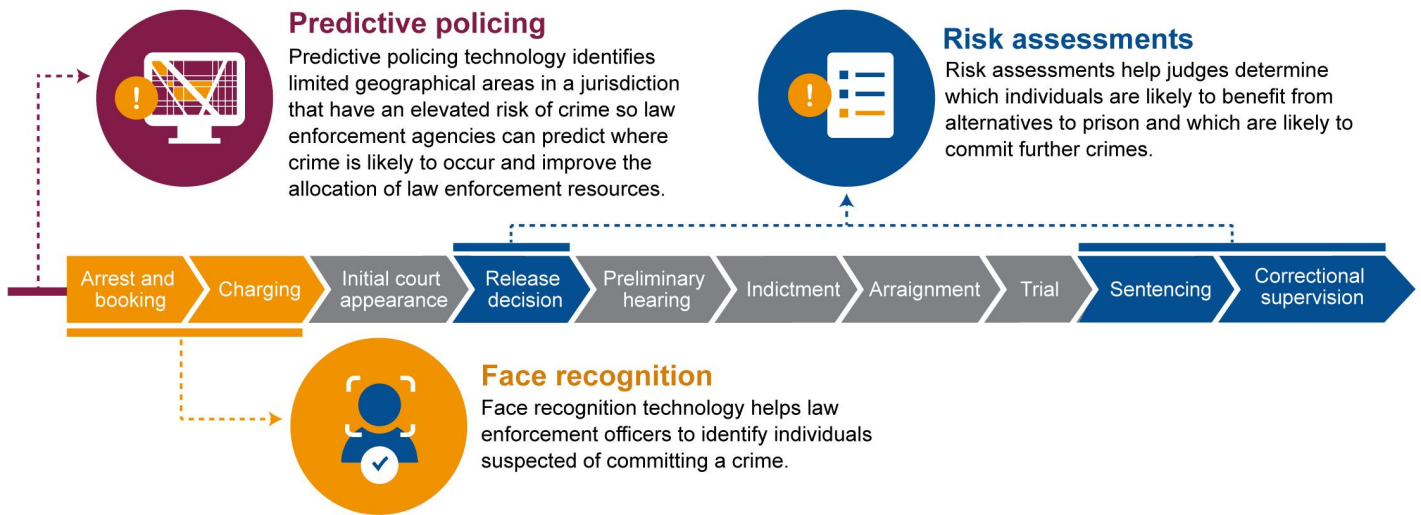 Predictive policing
Predictive policing technology identifies
limited geographical areas in a jurisdiction
that have an elevated risk of crime so law
enforcement agencies can predict where
crime is likely to occur and improve the
allocation of law enforcement resources.
Risk assessments
Risk assessments help judges determine
which individuals are likely to benefit from
alternatives to prison and which are likely to
commit further crimes.
Arrest and
booking
Charging
Initial court
appearance
Release
decision
Preliminary
hearing
Indictment
Arraignment
Trial
Sentencing
Correctional
supervision
Face recognition
Face recognition technology helps law
enforcement officers to identify individuals
suspected of committing a crime.